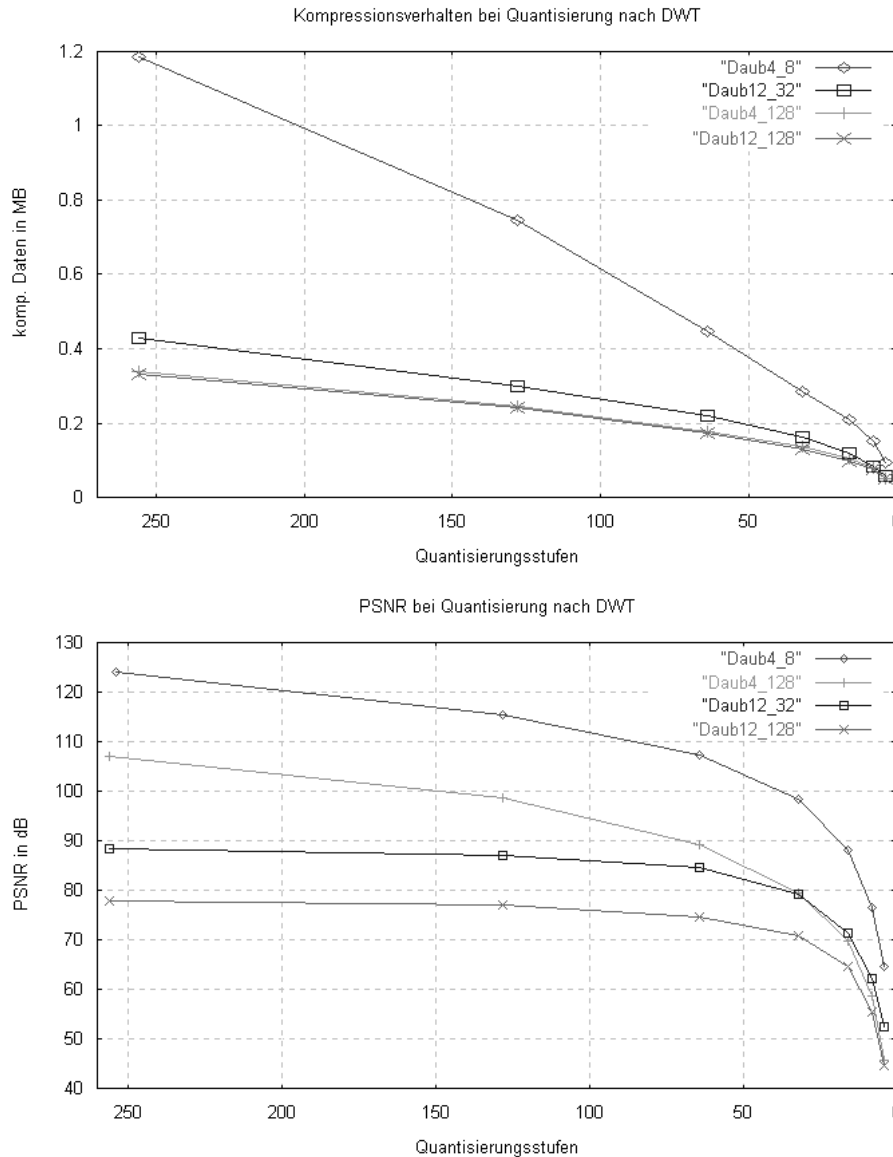 Kompressionsverhalten bei Quantisierung nach DWT
1.2
1
0.8
0.6
0.4
0.2
0
komp. Daten in MB
"Daub4_8"
"Daub12_32"
"Daub4_128"
"Daub12_128"
250
200
150
100
50
Quantisierungsstufen
PSNR bei Quantisierung nach DWT
130
120
110
100
90
80
70
60
50
40
PSNR in dB
"Daub4_8"
"Daub4_128"
"Daub12_32"
"Daub12_128"
250
200
150
100
50
Quantisierungsstufen